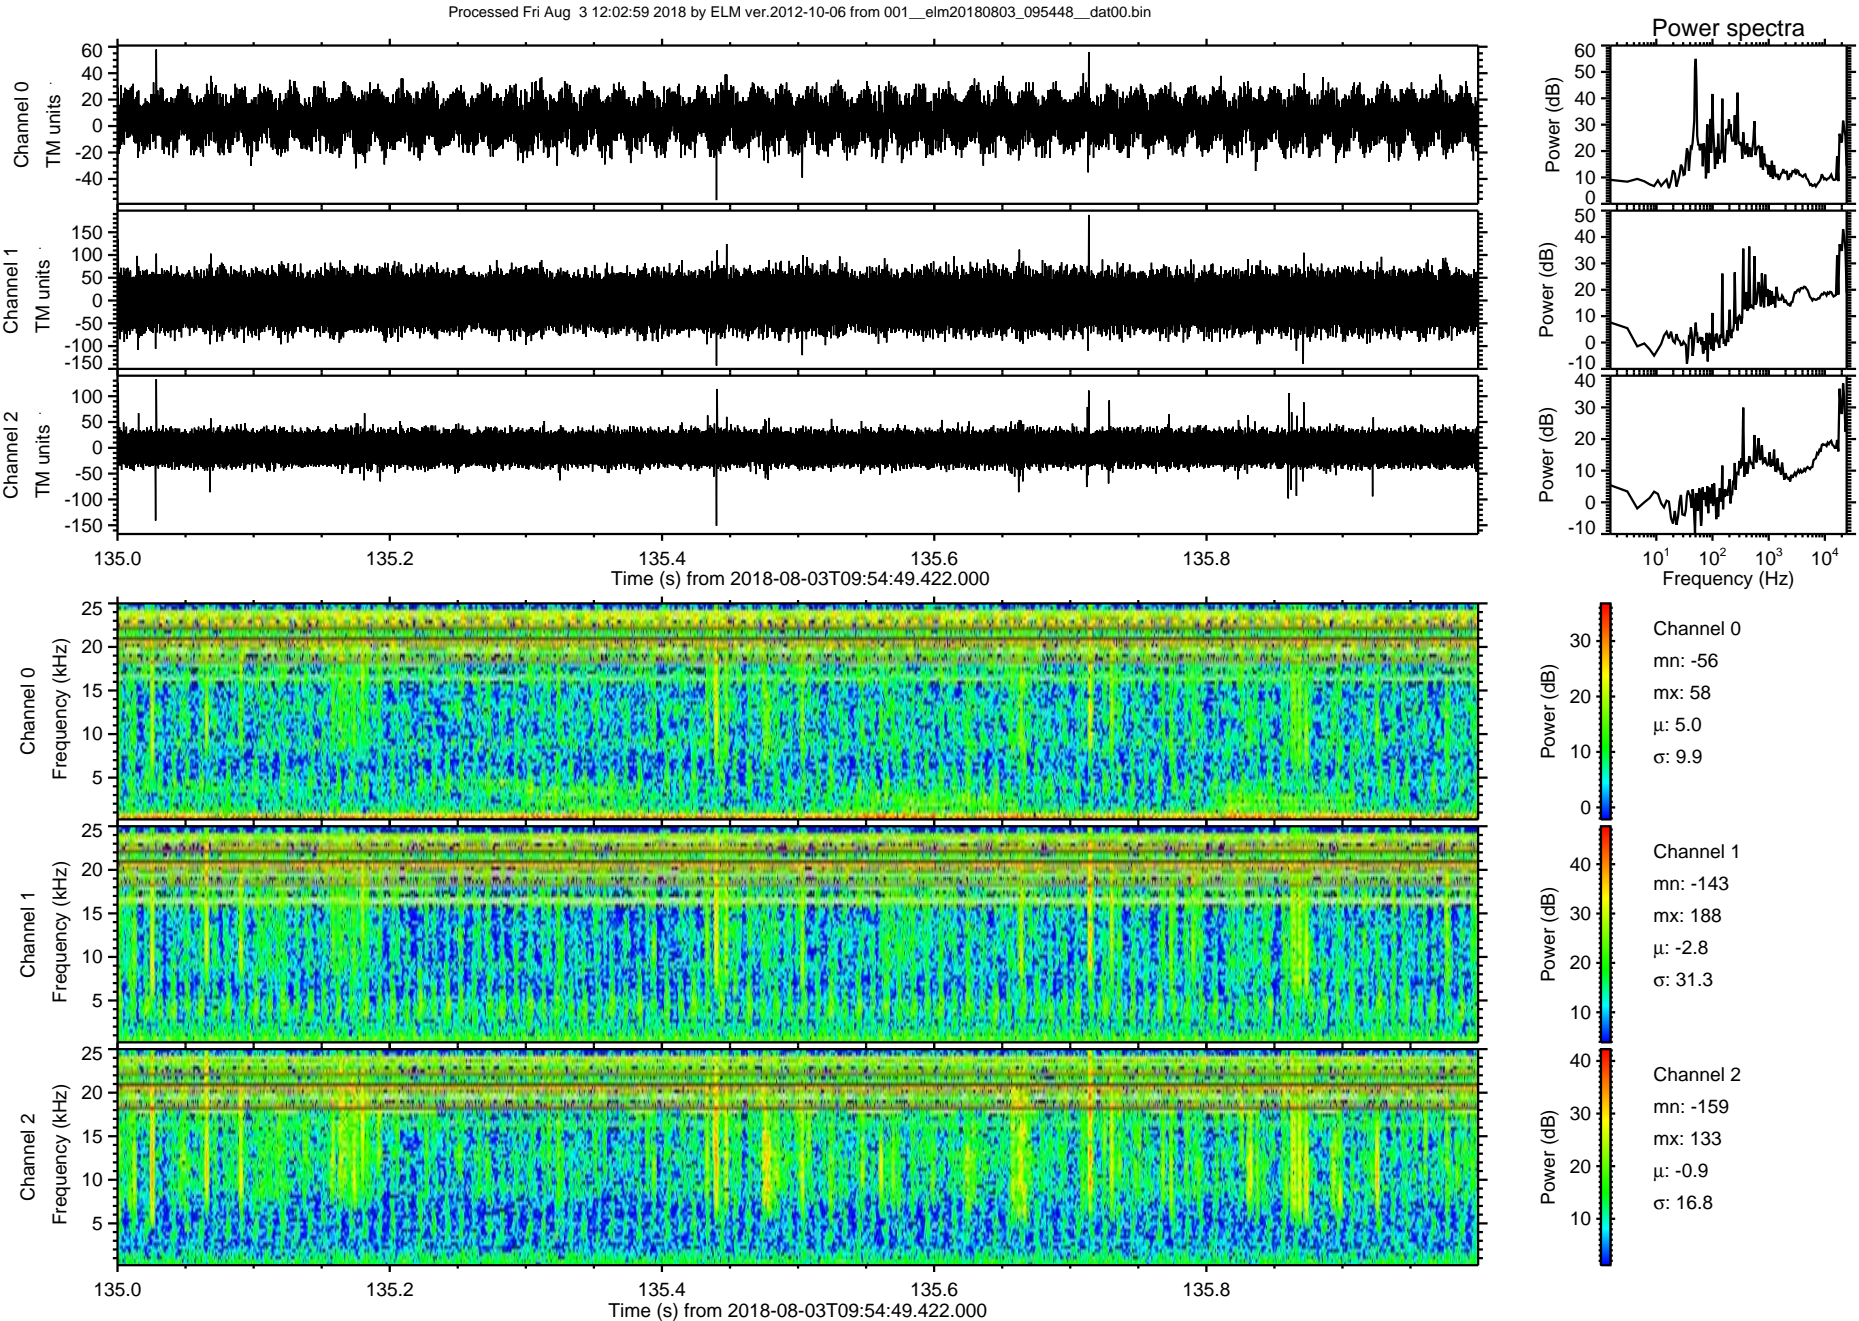 Processed Fri Aug  3 12:02:59 2018 by ELM ver.2012-10-06 from 001__elm20180803_095448__dat00.bin
Power spectra
Channel 0
TM units
60
40
20
0
-20
-40
Power (dB)
60
50
40
30
20
10
0
Channel 1
TM units
150
100
50
0
-50
-100
-150
Power (dB)
50
40
30
20
10
0
-10
Channel 2
TM units
100
50
0
-50
-100
-150
Power (dB)
40
30
20
10
0
-10
135.0 135.2 135.4 135.6 135.8
Time (s) from 2018-08-03T09:54:49.422.000
10^1 10^2 10^3 10^4
Frequency (Hz)
Channel 0
Frequency (kHz)
25
20
15
10
5
Power (dB)
30
20
10
0
Channel 0
mn: -56
mx: 58
µ: 5.0
σ: 9.9
Channel 1
Frequency (kHz)
25
20
15
10
5
Power (dB)
40
30
20
10
Channel 1
mn: -143
mx: 188
µ: -2.8
σ: 31.3
Channel 2
Frequency (kHz)
25
20
15
10
5
Power (dB)
40
30
20
10
Channel 2
mn: -159
mx: 133
µ: -0.9
σ: 16.8
135.0 135.2 135.4 135.6 135.8
Time (s) from 2018-08-03T09:54:49.422.000